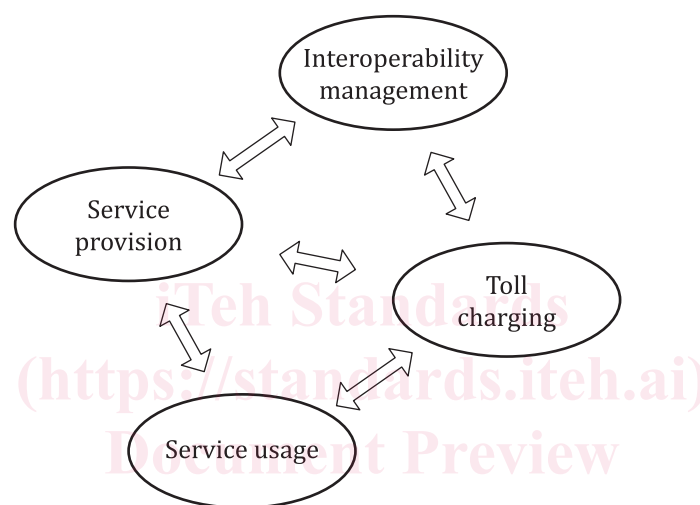 Interoperability
management
Service
provision
Toll
charging
iTeh Standards
(https://standards.iteh.ai)
Document Preview
Service usage